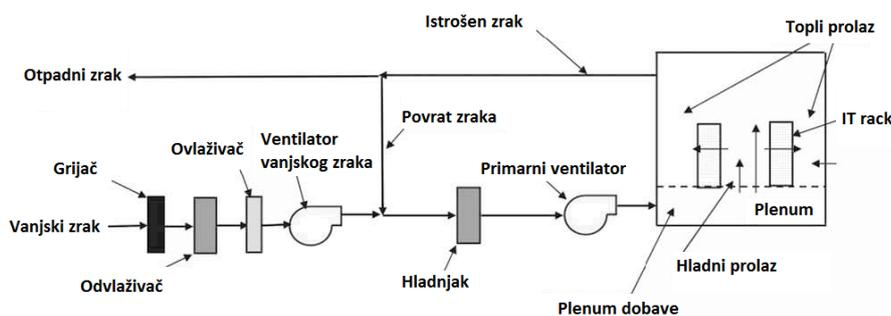 Istrošen zrak
Topli prolaz
Otpadni zrak
IT rack
Povrat zraka
Ventilator
vanjskog zraka
Ovlaživač
Grijač
Primarni ventilator
Vanjski zrak
Plenum
Odvlaživač
Hladnjak
Hladni prolaz
Plenum dobave